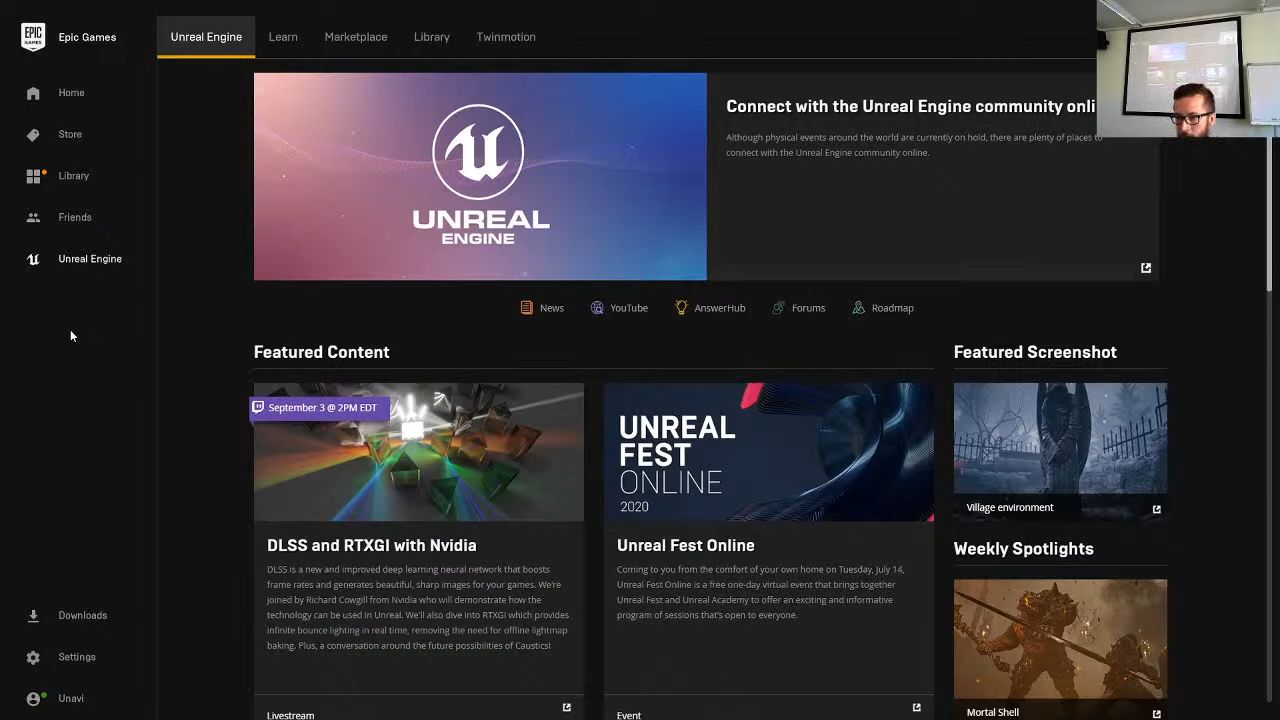 EPIC
GAMES
Epic Games
Home
Store
Library
Friends
Unreal Engine
Downloads
Settings
Unavi
Unreal Engine
Learn
Marketplace
Library
Twinmotion
UNREAL
ENGINE
Connect with the Unreal Engine community onli
Although physical events around the world are currently on hold, there are plenty of places to
connect with the Unreal Engine community online.
News
YouTube
AnswerHub
Forums
Roadmap
Featured Content
September 3 @ 2PM EDT
DLSS and RTXGI with Nvidia
DLSS is a new and improved deep learning neural network that boosts
frame rates and generates beautiful, sharp images for your games. We're
joined by Richard Cowgill from Nvidia who will demonstrate how the
technology can be used in Unreal. We'll also dive into RTXGI which provides
infinite bounce lighting in real time, removing the need for offline lightmap
baking. Plus, a conversation around the future possibilities of Caustics!
Livestream
UNREAL
FEST
ONLINE
2020
Unreal Fest Online
Coming to you from the comfort of your own home on Tuesday, July 14,
Unreal Fest Online is a free one-day virtual event that brings together
Unreal Fest and Unreal Academy to offer an exciting and informative
program of sessions that's open to everyone.
Event
Featured Screenshot
Village environment
Weekly Spotlights
Mortal Shell